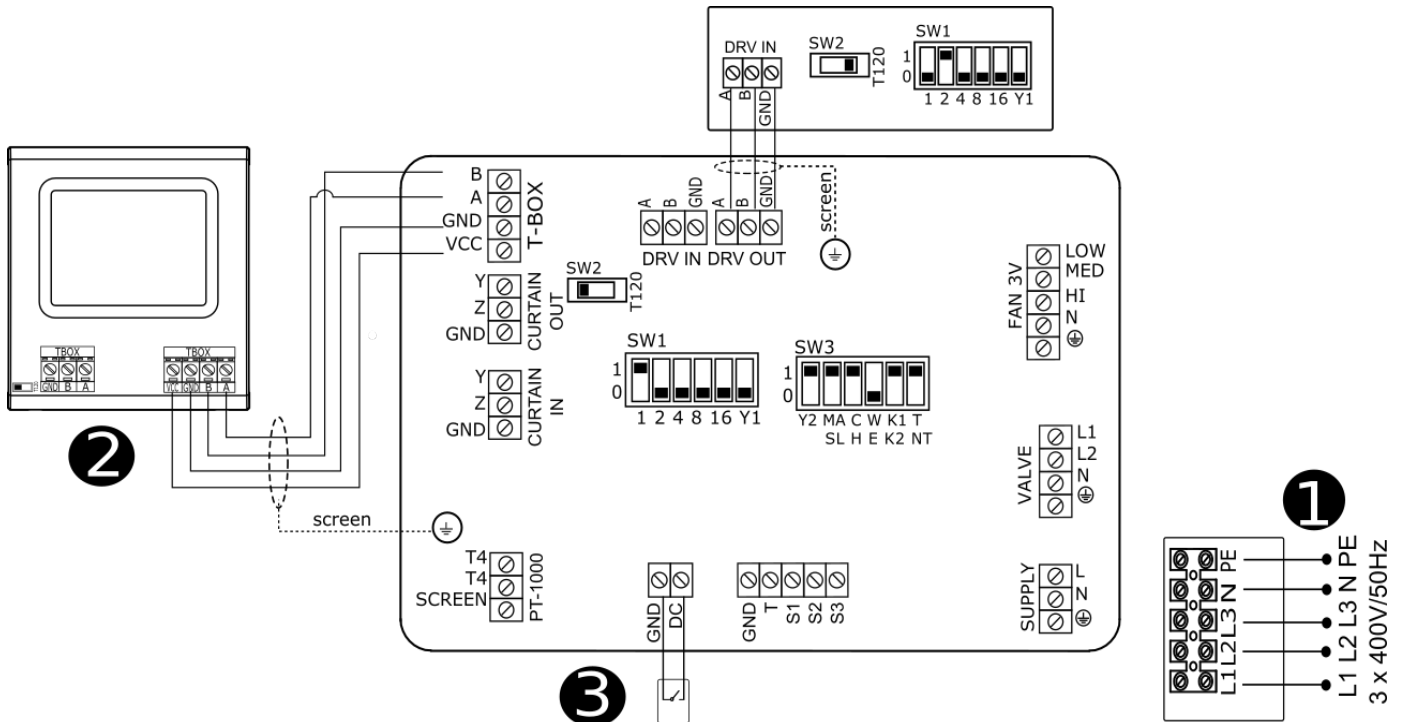 DRV IN
A
B
GND
SW2
T120
SW1
1
0
1 2 4 8 16 Y1
B
A
GND
VCC
T-BOX
Y
Z
GND
CURTAIN OUT
Y
Z
GND
CURTAIN IN
SW2
T120
A B GND
DRV IN
A B GND
DRV OUT
screen
SW1
1
0
1 2 4 8 16 Y1
SW3
1
0
Y2 MA C W K1 T
SL H E K2 NT
FAN 3V
LOW
MED
HI
N
VALVE
L1
L2
N
SUPPLY
L
N
T4
T4
SCREEN
PT-1000
GND
DC
GND
T
S1
S2
S3
TBOX
GND B A
TBOX
VCC GND B A
2
screen
3
1
PE
N
L3
L2
L1
L1 L2 L3 N PE
3 x 400V/50Hz